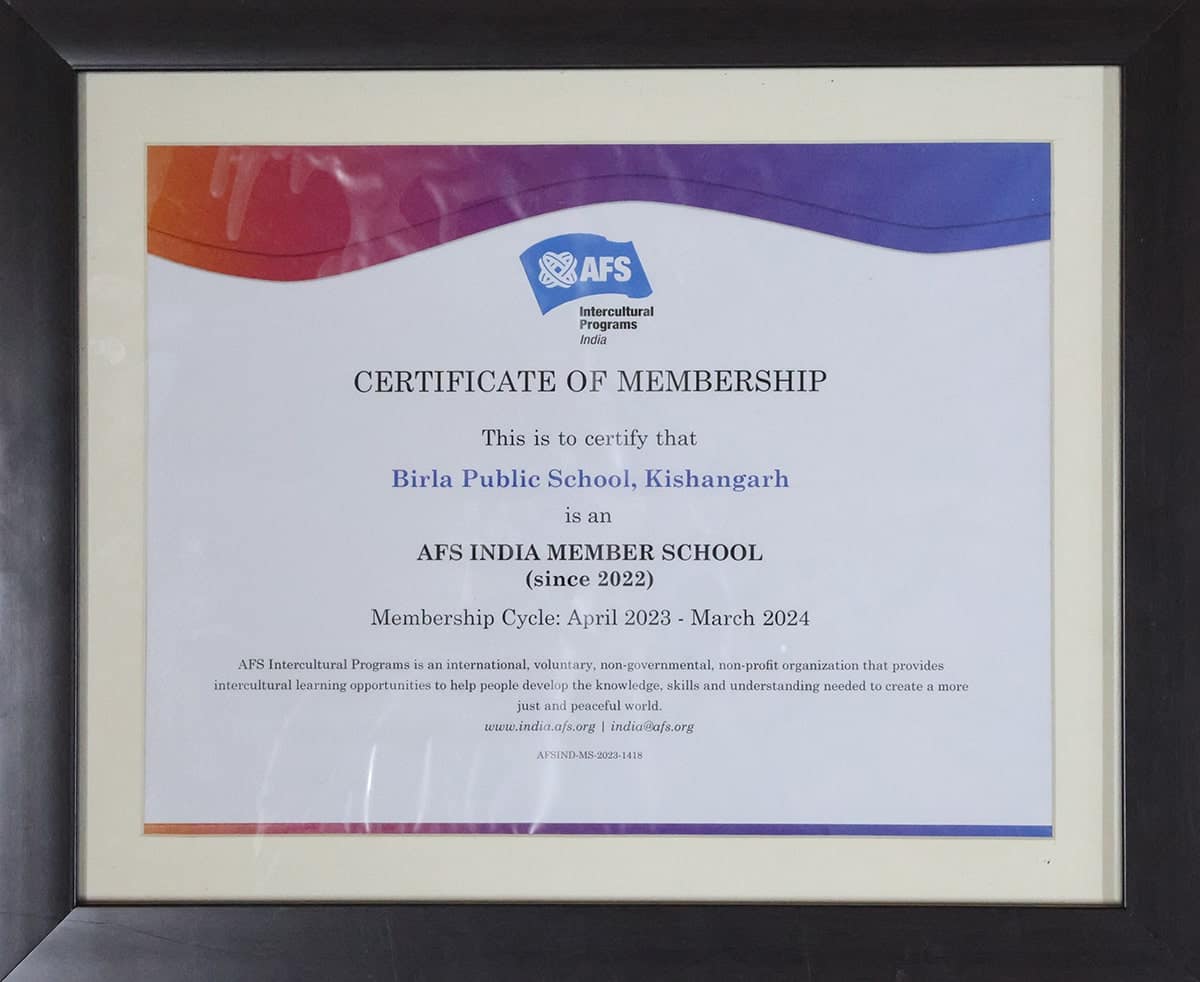 AFS
Intercultural
Programs
India
CERTIFICATE OF MEMBERSHIP
This is to certify that
Birla Public School, Kishangarh
is an
AFS INDIA MEMBER SCHOOL
(since 2022)
Membership Cycle: April 2023 - March 2024
AFS Intercultural Programs is an international, voluntary, non-governmental, non-profit organization that provides
intercultural learning opportunities to help people develop the knowledge, skills and understanding needed to create a more
just and peaceful world.
www.india.afs.org | india@afs.org
AFSIND-MS-2023-1418